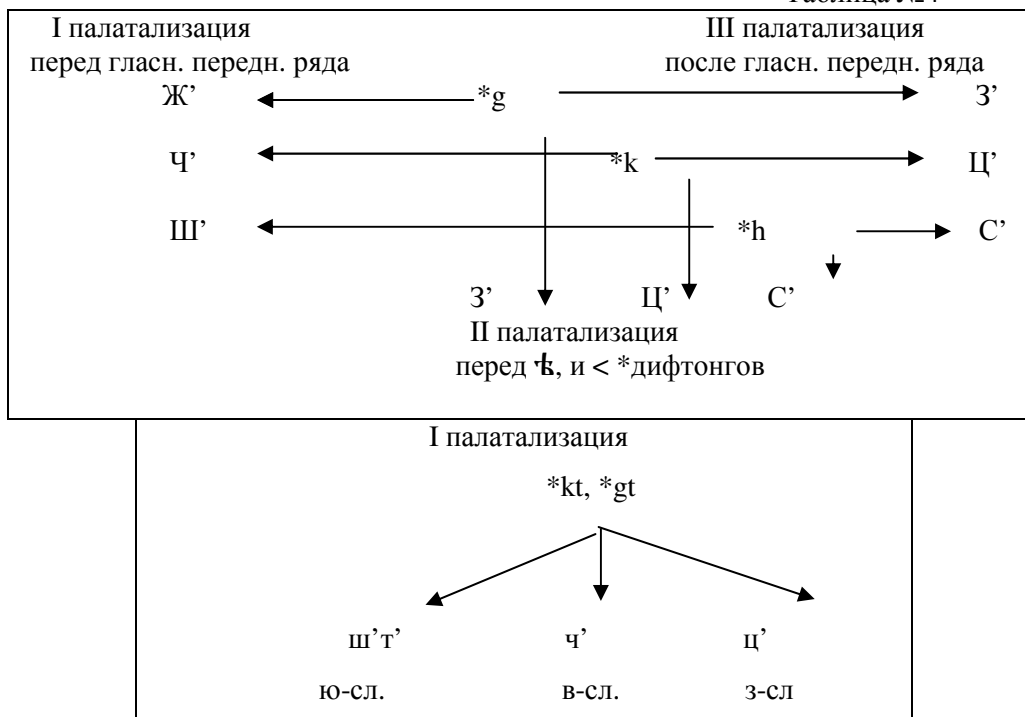 I палатализация III палатализация
перед гласн. передн. ряда после гласн. передн. ряда
Ж’ *g З’
Ч’ *k Ц’
Ш’ *h С’
З’ Ц’ С’
II палатализация
перед ѣ, и < *дифтонгов
I палатализация
*kt, *gt
ш’т’ ч’ ц’
ю-сл. в-сл. з-сл